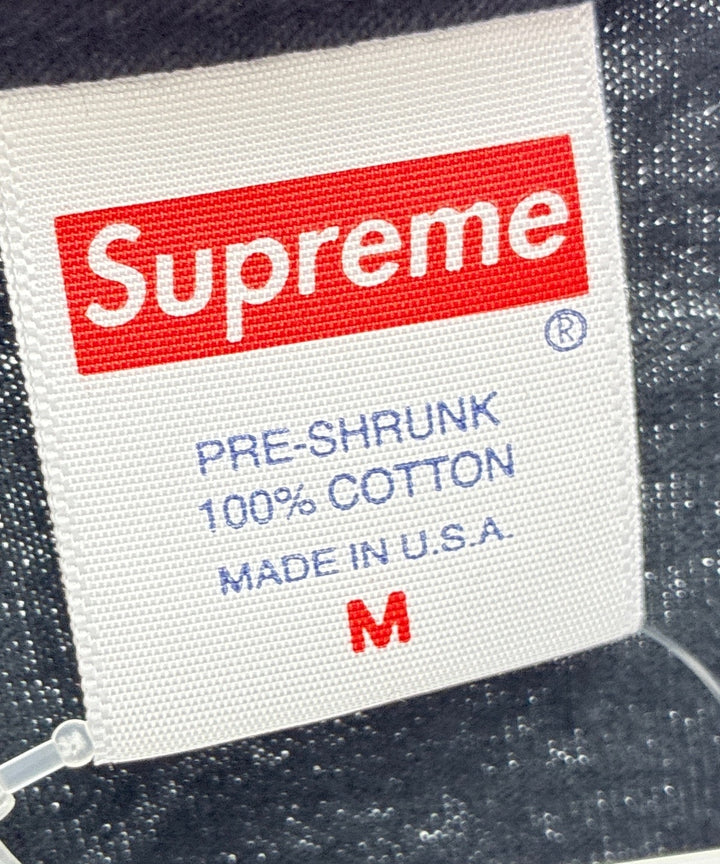 Supreme
®
PRE-SHRUNK
100% COTTON
MADE IN U.S.A.
M